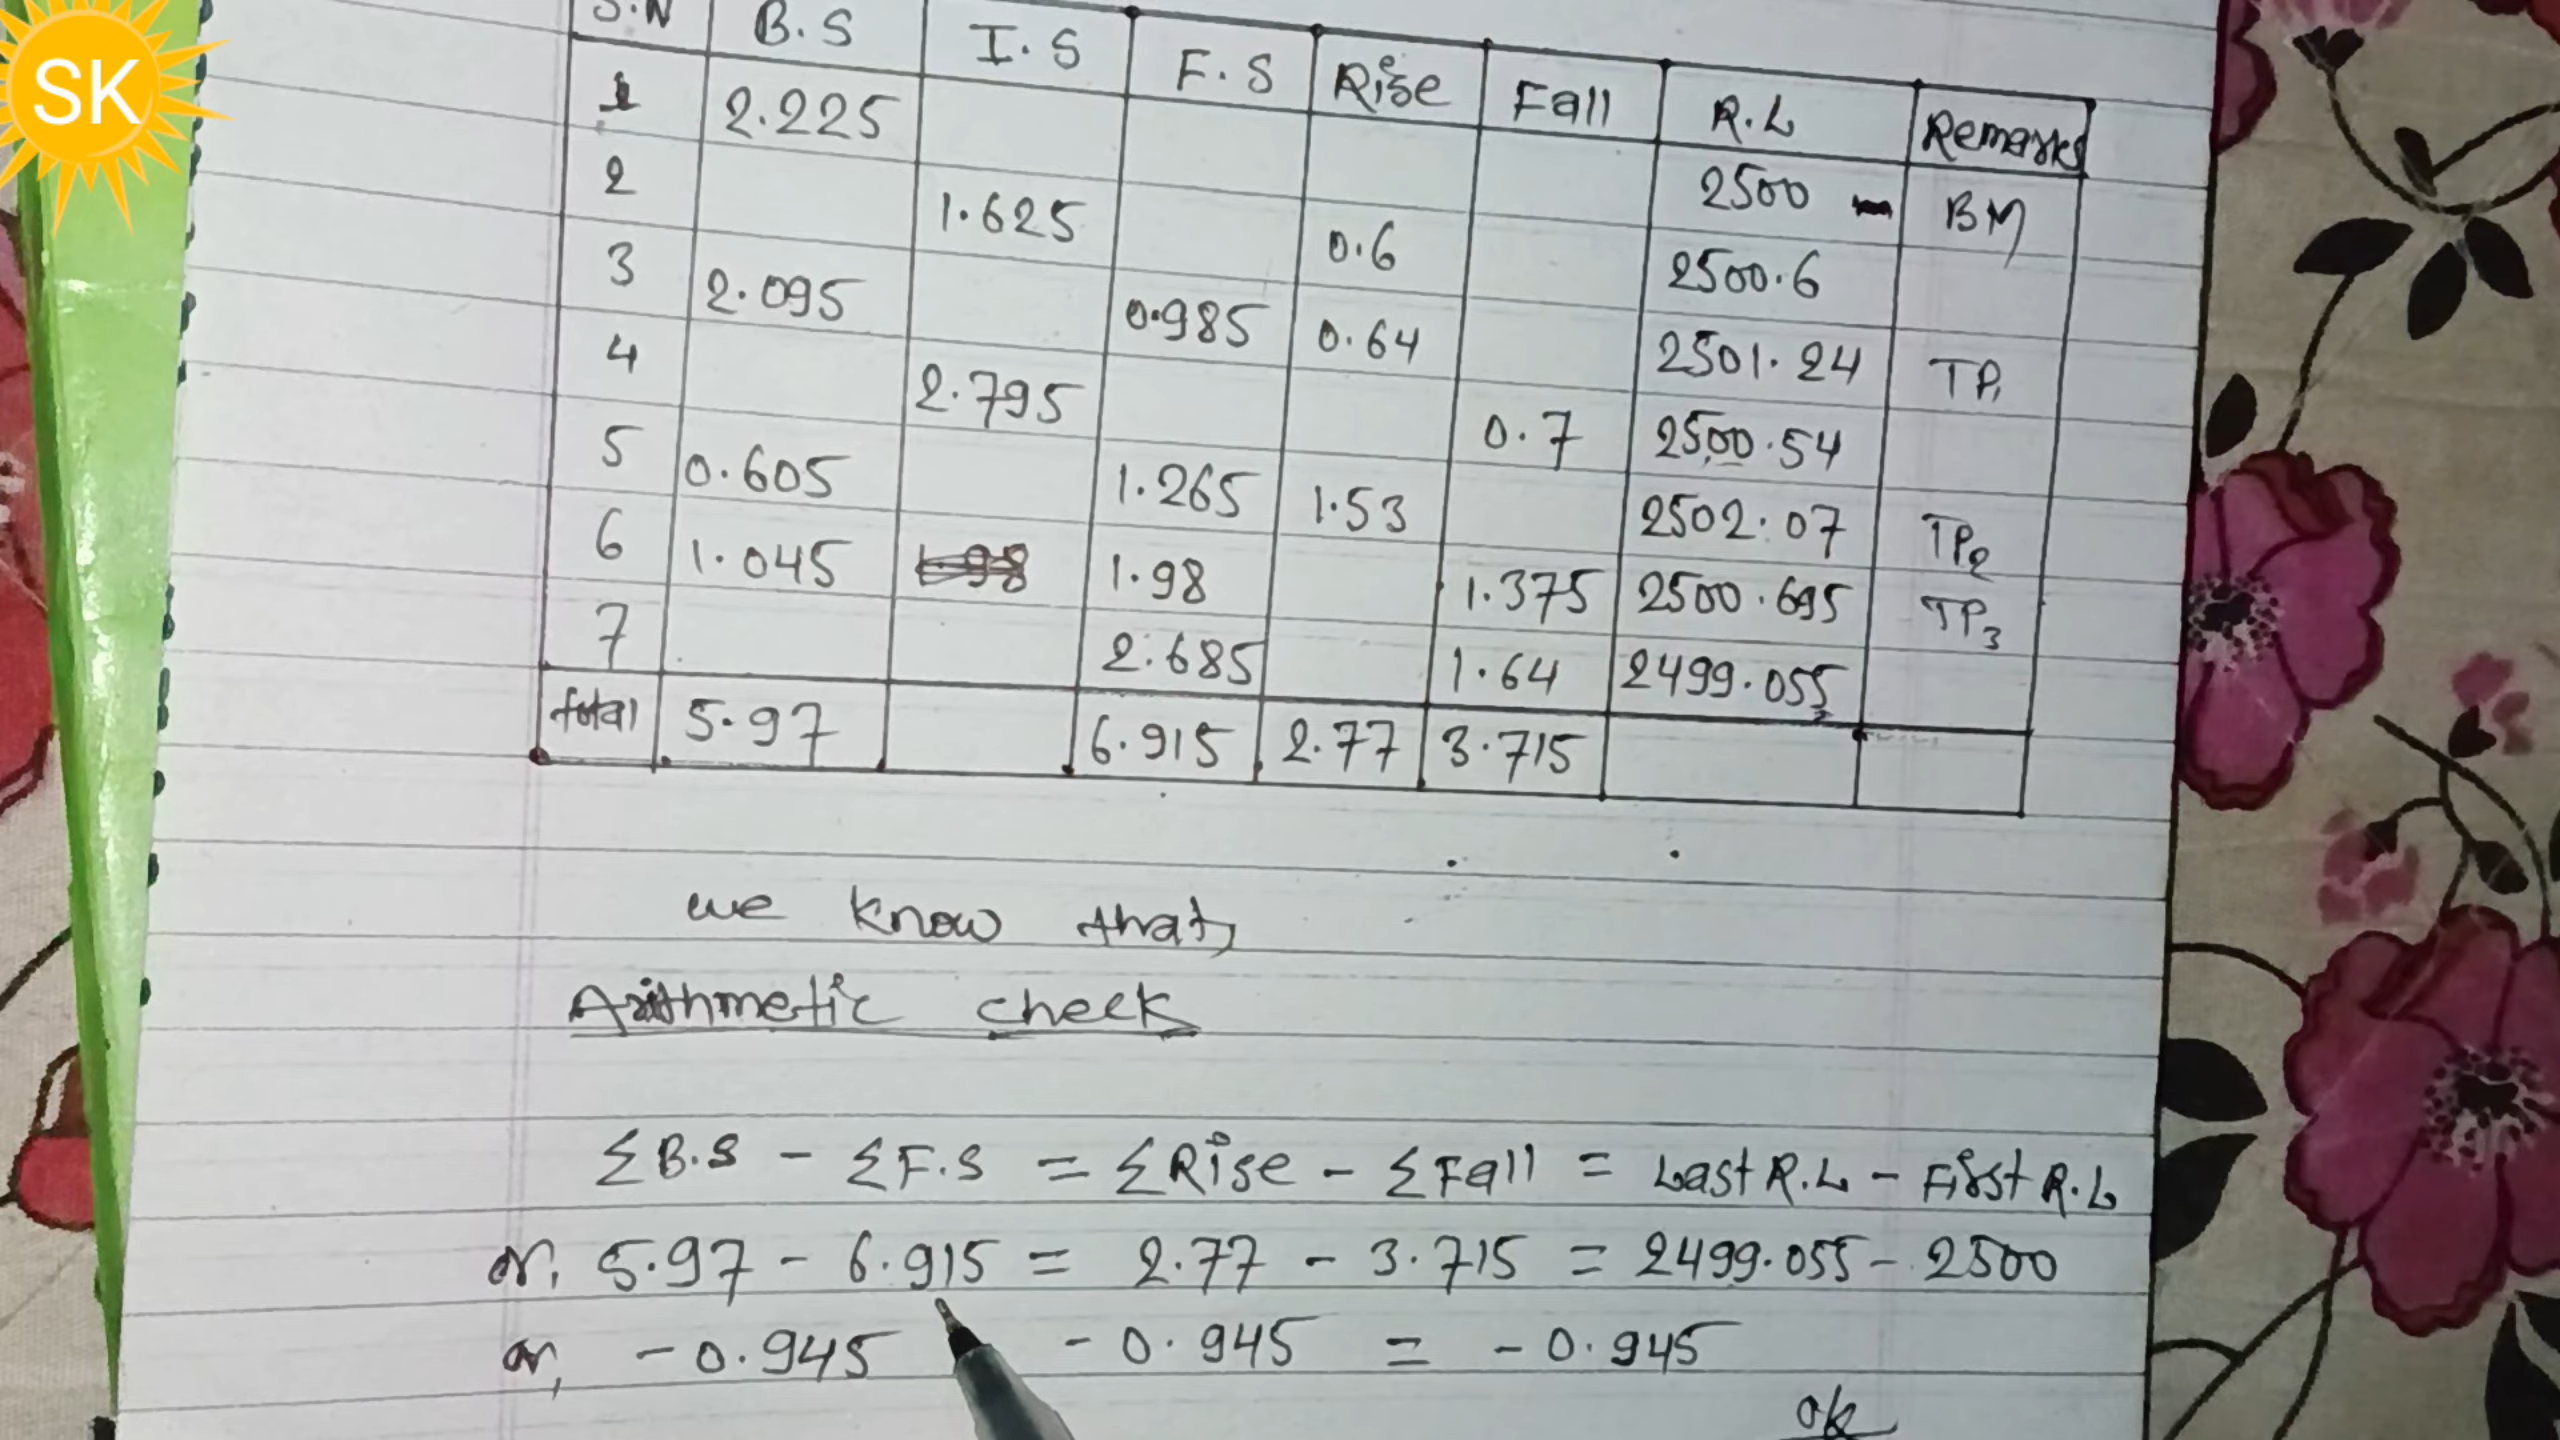 SK
S.N B.S I.S F.S Rise Fall R.L Remarks
1 2.225 2500 - BM
2 1.625 0.6 2500.6
3 2.095 0.985 0.64 2501.24 TP1
4 2.795 0.7 2500.54
5 0.605 1.265 1.53 2502.07 TP2
6 1.045 1.98 1.98 1.375 2500.695 TP3
7 2.685 1.64 2499.055
total 5.97 6.915 2.77 3.715
we know that,
Arithmetic check
ΣB.S - ΣF.S = ΣRise - ΣFall = Last R.L - First R.L
or, 5.97 - 6.915 = 2.77 - 3.715 = 2499.055 - 2500
or, -0.945 -0.945 = -0.945
ok